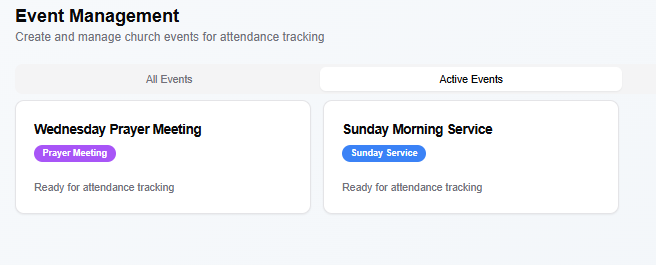 Event Management
Create and manage church events for attendance tracking
All Events
Active Events
Wednesday Prayer Meeting
Prayer Meeting
Ready for attendance tracking
Sunday Morning Service
Sunday Service
Ready for attendance tracking